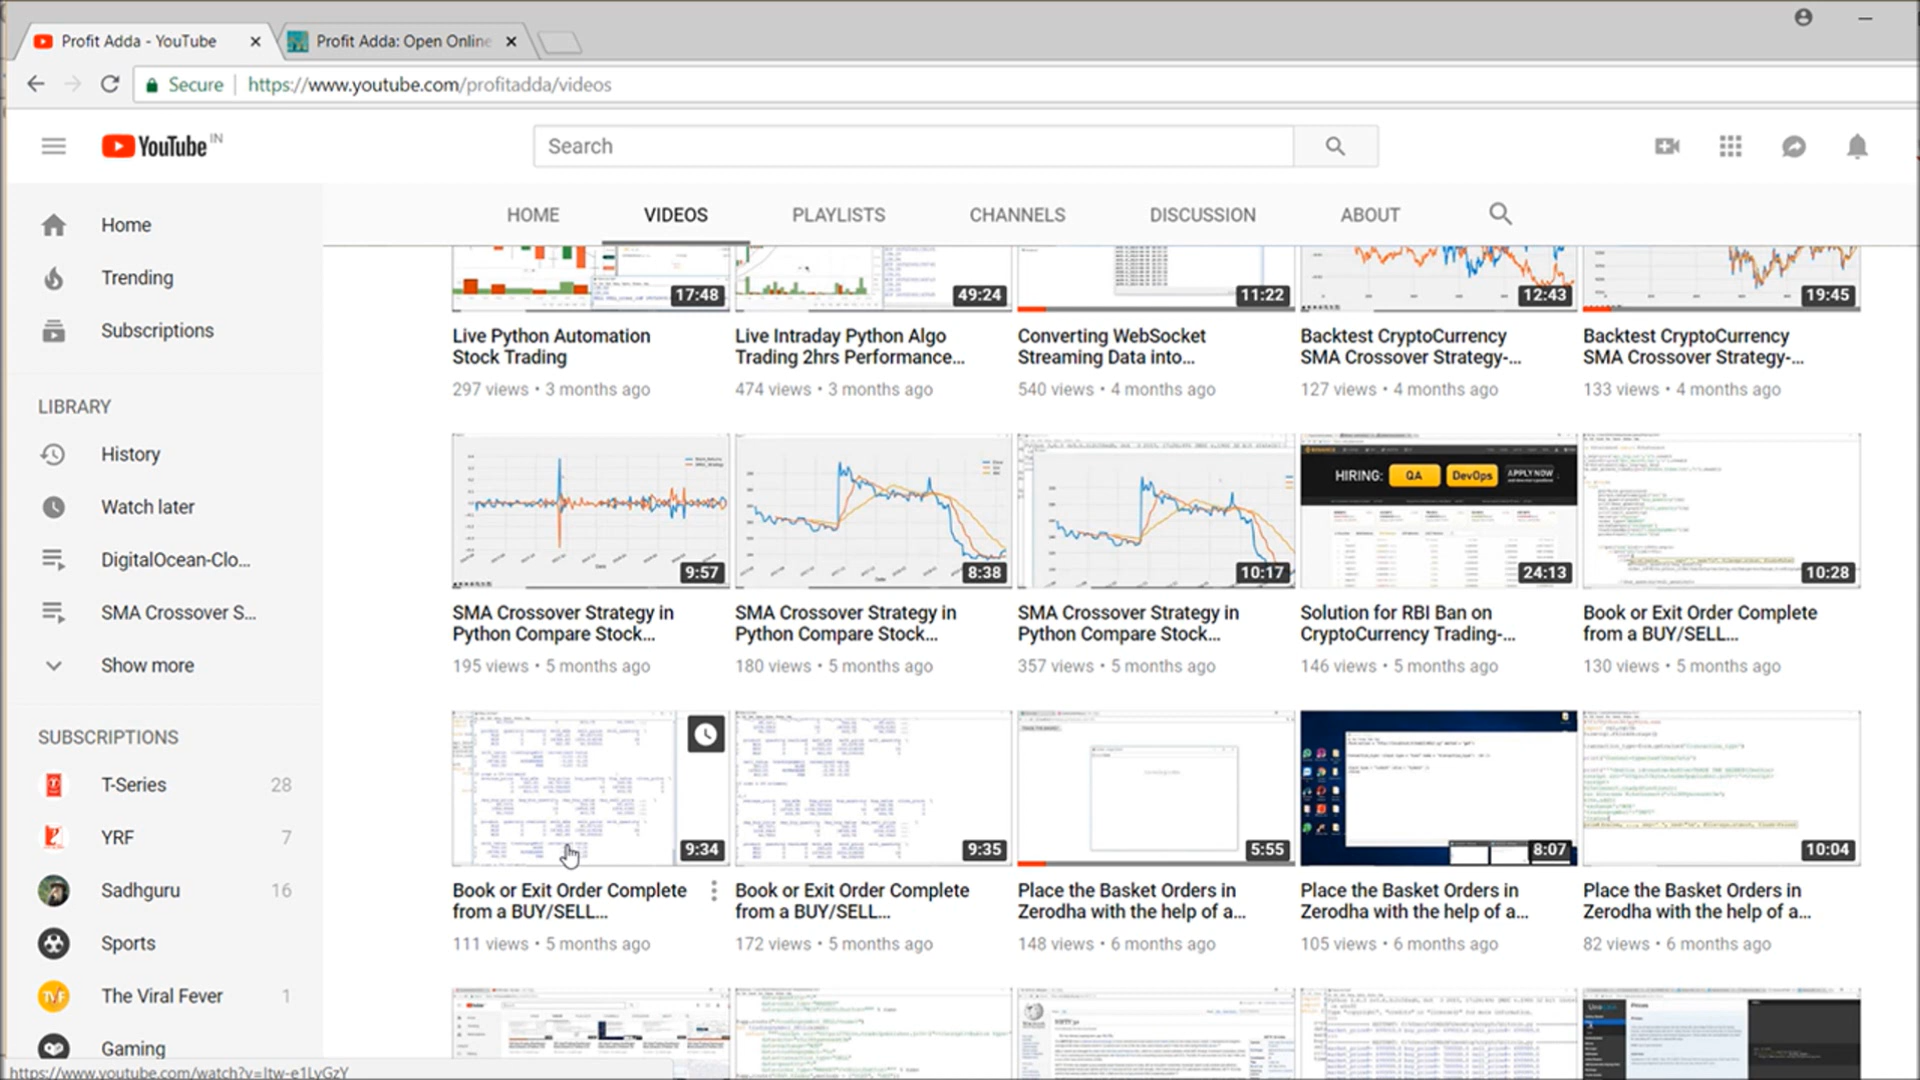 Profit Adda - YouTube
Profit Adda: Open Online
Secure
https://www.youtube.com/profitadda/videos
YouTube IN
Search
HOME
VIDEOS
PLAYLISTS
CHANNELS
DISCUSSION
ABOUT
Home
Trending
Subscriptions
LIBRARY
History
Watch later
DigitalOcean-Clo...
SMA Crossover S...
Show more
SUBSCRIPTIONS
T-Series 28
YRF 7
Sadhguru 16
Sports
The Viral Fever 1
Gaming
17:48
49:24
11:22
12:43
19:45
Live Python Automation
Stock Trading
297 views • 3 months ago
Live Intraday Python Algo
Trading 2hrs Performance...
474 views • 3 months ago
Converting WebSocket
Streaming Data into...
540 views • 4 months ago
Backtest CryptoCurrency
SMA Crossover Strategy-...
127 views • 4 months ago
Backtest CryptoCurrency
SMA Crossover Strategy-...
133 views • 4 months ago
9:57
8:38
10:17
HIRING: QA DevOps APPLY NOW
24:13
10:28
SMA Crossover Strategy in
Python Compare Stock...
195 views • 5 months ago
SMA Crossover Strategy in
Python Compare Stock...
180 views • 5 months ago
SMA Crossover Strategy in
Python Compare Stock...
357 views • 5 months ago
Solution for RBI Ban on
CryptoCurrency Trading-...
146 views • 5 months ago
Book or Exit Order Complete
from a BUY/SELL...
130 views • 5 months ago
9:34
9:35
5:55
8:07
10:04
Book or Exit Order Complete
from a BUY/SELL...
111 views • 5 months ago
Book or Exit Order Complete
from a BUY/SELL...
172 views • 5 months ago
Place the Basket Orders in
Zerodha with the help of a...
148 views • 6 months ago
Place the Basket Orders in
Zerodha with the help of a...
105 views • 6 months ago
Place the Basket Orders in
Zerodha with the help of a...
82 views • 6 months ago